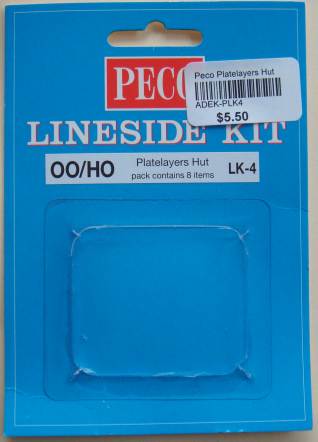 PECO
Peco Platelayers Hut
ADEK-PLK4
$5.50
LINESIDE KIT
OO/HO Platelayers Hut LK-4
pack contains 8 items